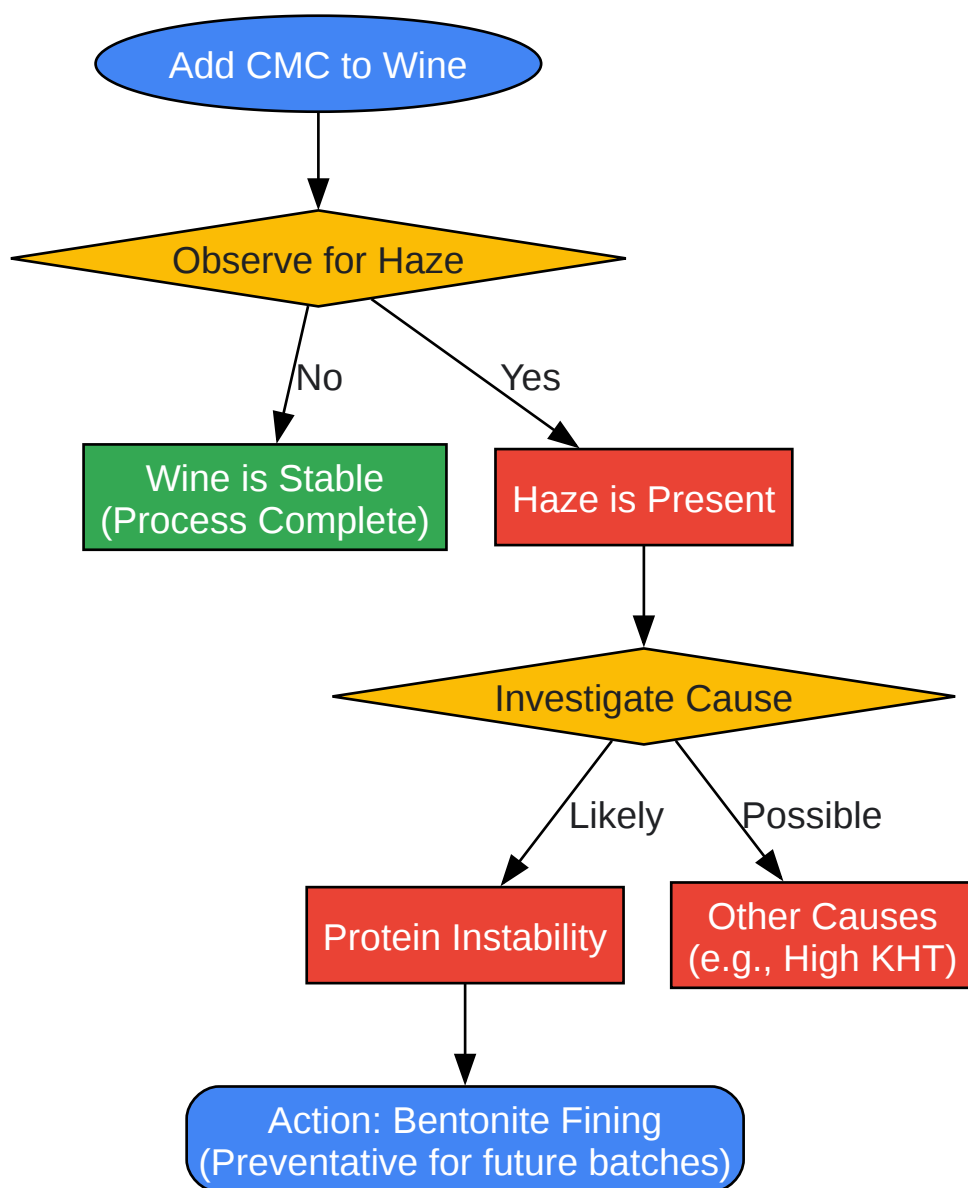 Add CMC to Wine
Observe for Haze
No
Yes
Wine is Stable
(Process Complete)
Haze is Present
Investigate Cause
Likely
Possible
Protein Instability
Other Causes
(e.g., High KHT)
Action: Bentonite Fining
(Preventative for future batches)